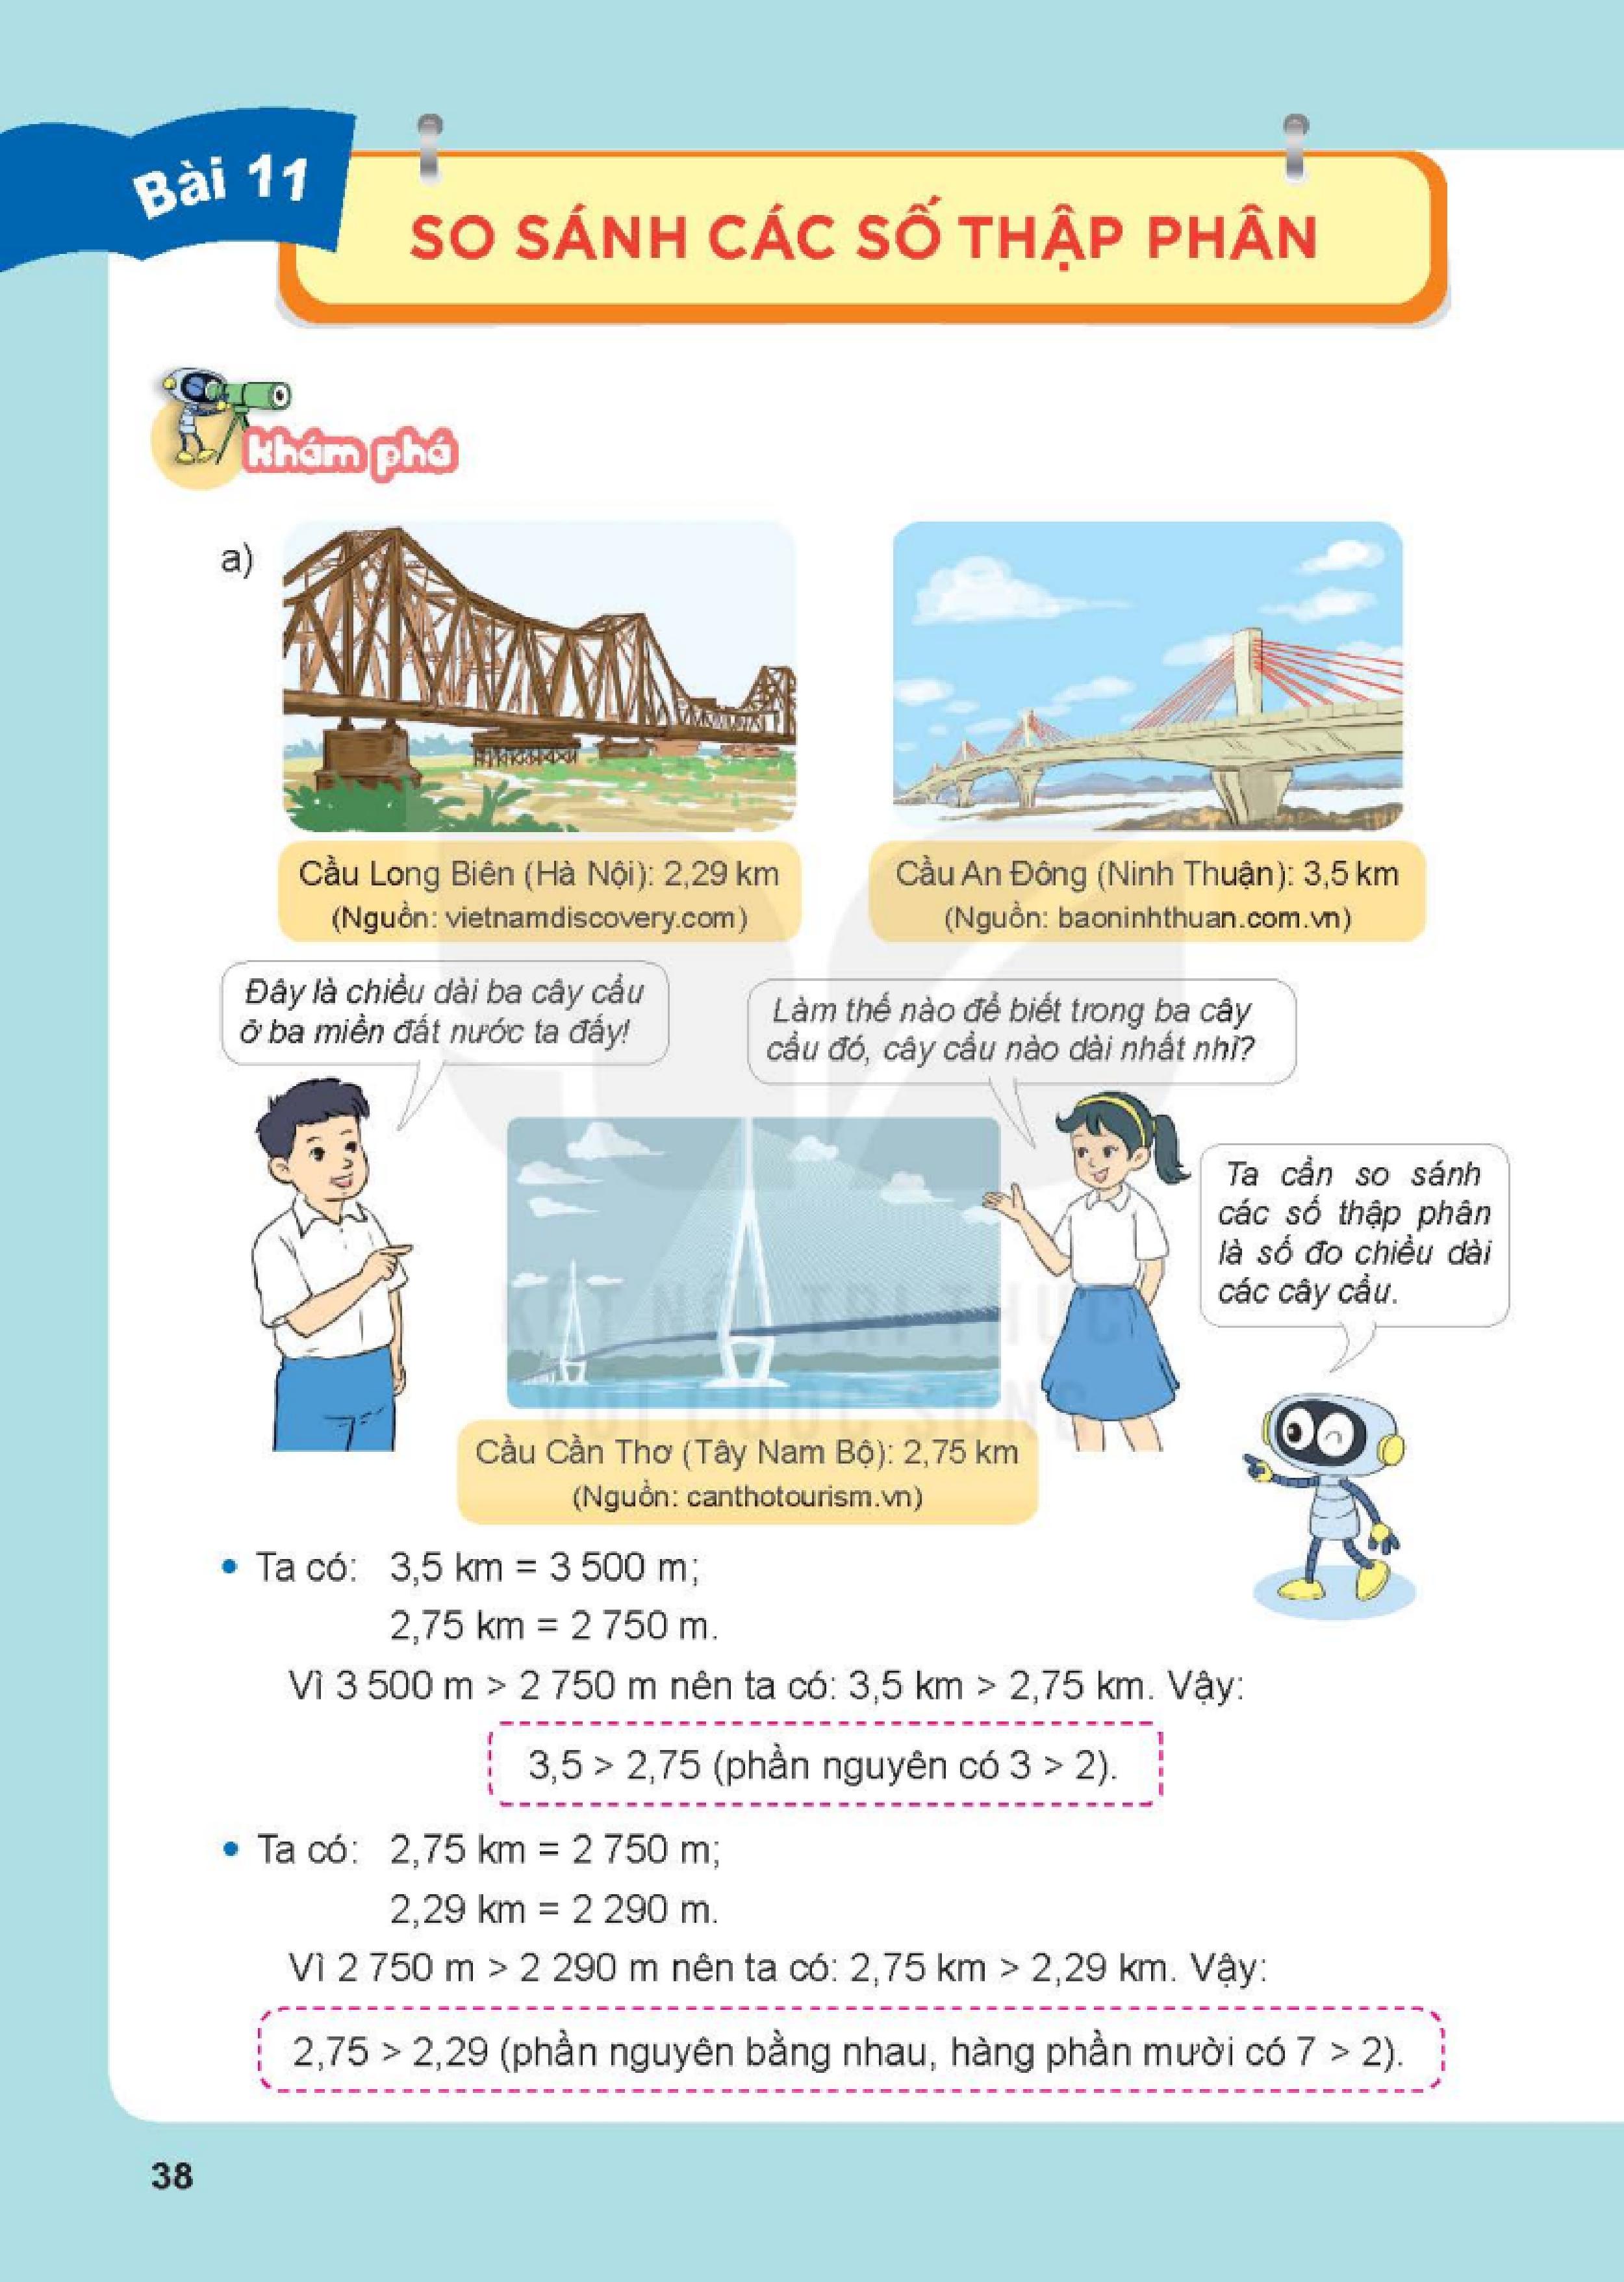 Bài 11
SO SÁNH CÁC SỐ THẬP PHÂN
Khám phá
a)
Cầu Long Biên (Hà Nội): 2,29 km
(Nguồn: vietnamdiscovery.com)
Cầu An Đông (Ninh Thuận): 3,5 km
(Nguồn: baoninhthuan.com.vn)
Đây là chiều dài ba cây cầu
ở ba miền đất nước ta đấy!
Làm thế nào để biết trong ba cây
cầu đó, cây cầu nào dài nhất nhỉ?
Ta cần so sánh
các số thập phân
là số đo chiều dài
các cây cầu.
KẾT NỐI TRI THỨC
VỚI CUỘC SỐNG
Cầu Cần Thơ (Tây Nam Bộ): 2,75 km
(Nguồn: canthotourism.vn)
• Ta có: 3,5 km = 3 500 m;
2,75 km = 2 750 m.
Vì 3 500 m > 2 750 m nên ta có: 3,5 km > 2,75 km. Vậy:
3,5 > 2,75 (phần nguyên có 3 > 2).
• Ta có: 2,75 km = 2 750 m;
2,29 km = 2 290 m.
Vì 2 750 m > 2 290 m nên ta có: 2,75 km > 2,29 km. Vậy:
2,75 > 2,29 (phần nguyên bằng nhau, hàng phần mười có 7 > 2).
38